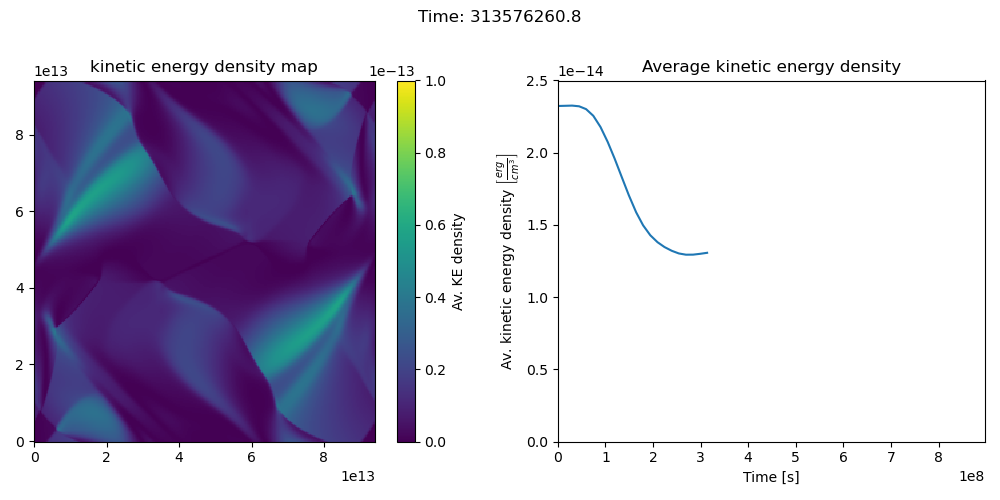 Time: 313576260.8
kinetic energy density map
1e13
1e−13
8
6
4
2
0
0
2
4
6
8
1e13
1.0
0.8
0.6
0.4
0.2
0.0
Av. KE density
Average kinetic energy density
1e−14
2.5
2.0
1.5
1.0
0.5
0.0
Av. kinetic energy density [erg/cm³]
0
1
2
3
4
5
6
7
8
Time [s]
1e8